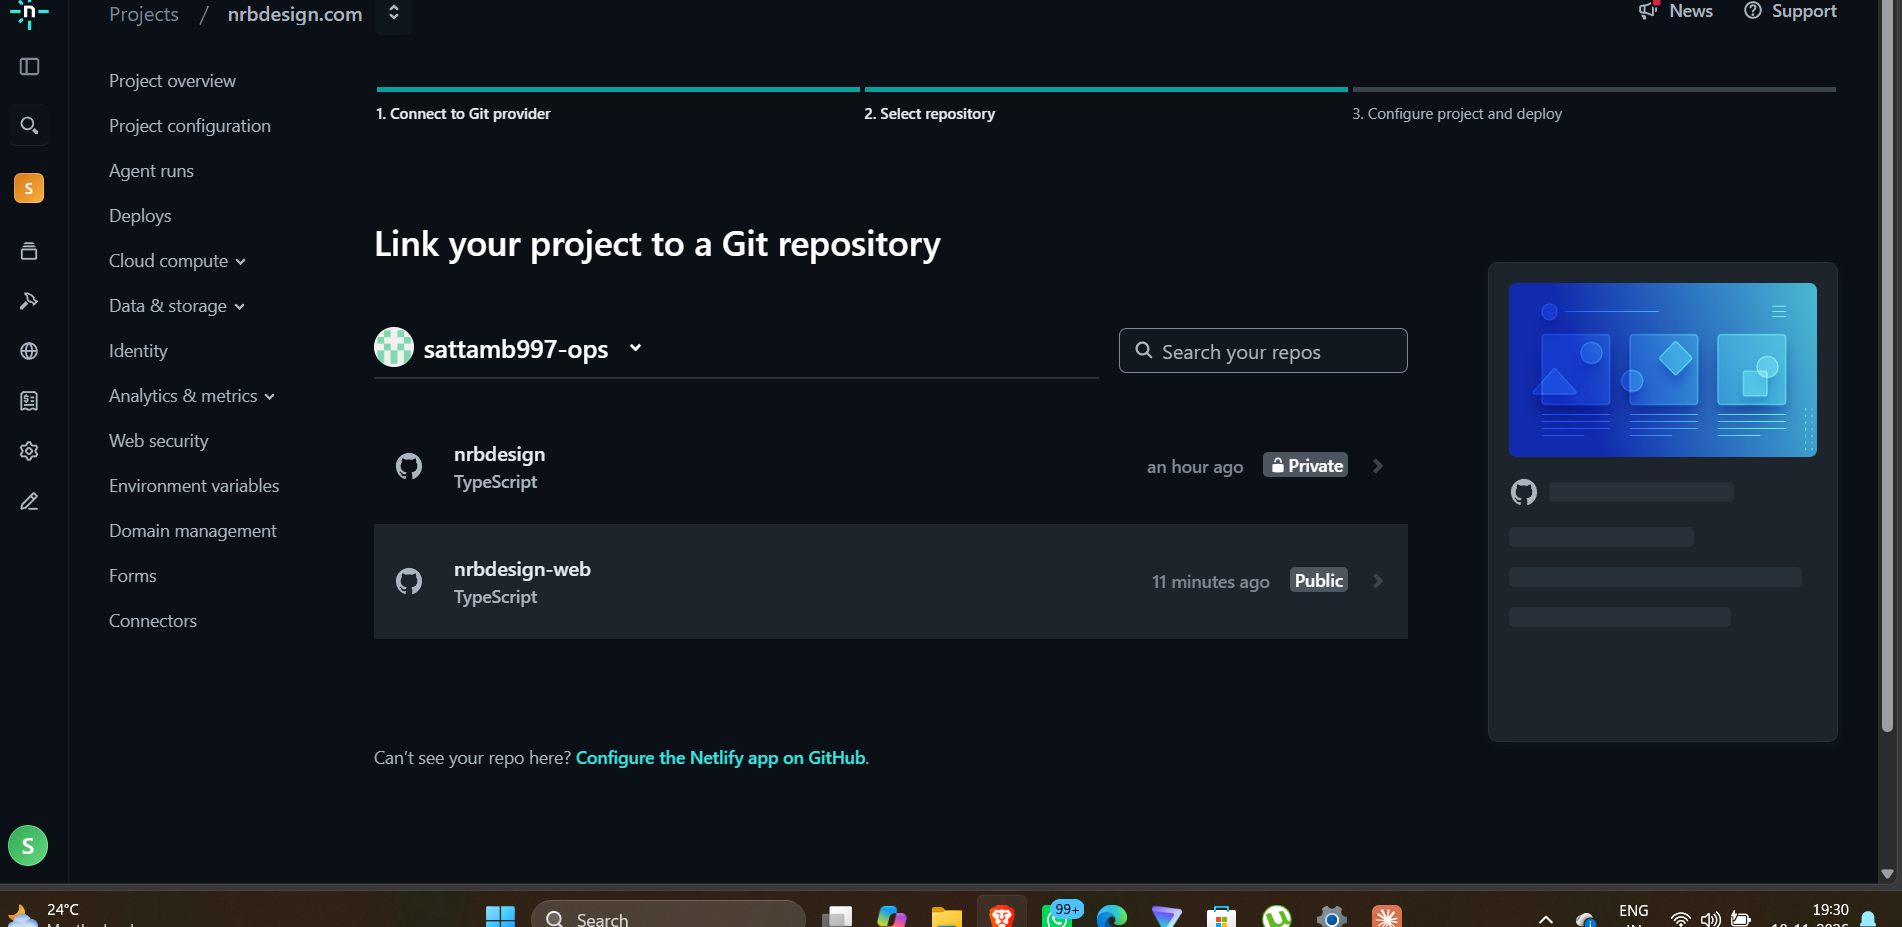 Projects / nrbdesign.com
News
Support
Project overview
Project configuration
Agent runs
Deploys
Cloud compute
Data & storage
Identity
Analytics & metrics
Web security
Environment variables
Domain management
Forms
Connectors
S
S
1. Connect to Git provider
2. Select repository
3. Configure project and deploy
Link your project to a Git repository
sattamb997-ops
Search your repos
nrbdesign
TypeScript
an hour ago
Private
nrbdesign-web
TypeScript
11 minutes ago
Public
Can't see your repo here? Configure the Netlify app on GitHub.
24°C
Search
99+
ENG
19:30